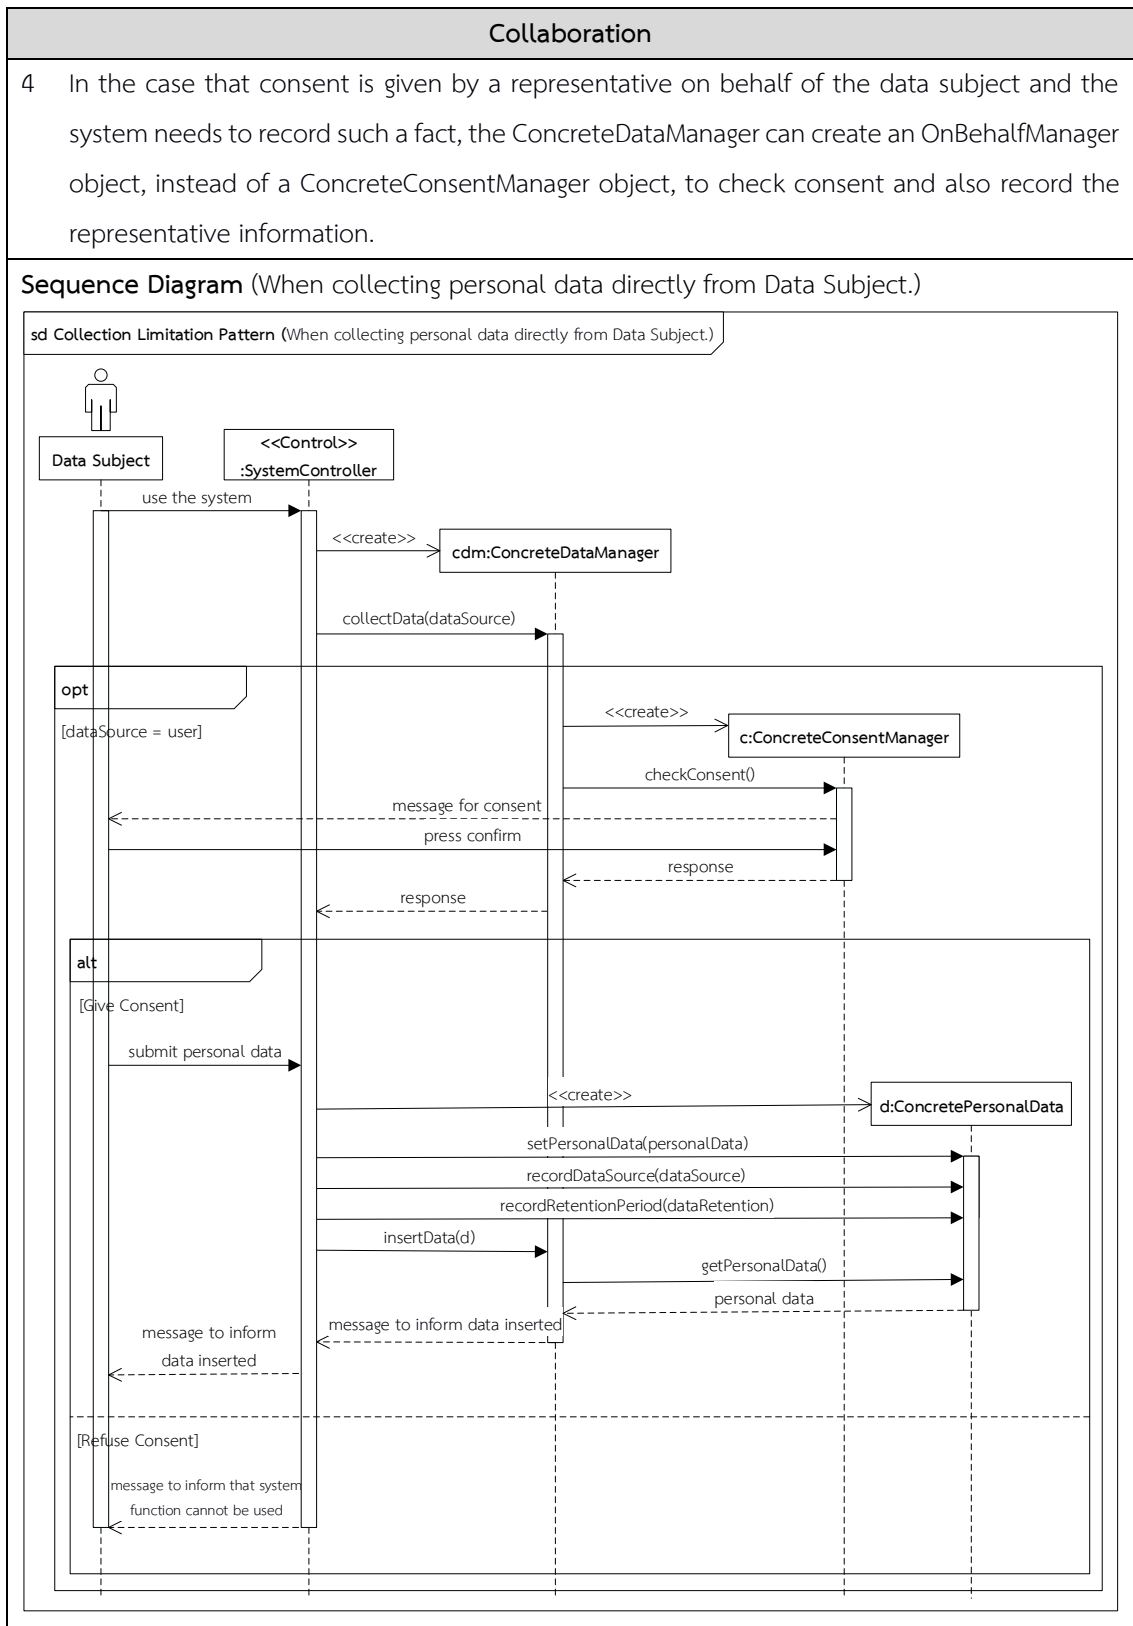 Collaboration
4 In the case that consent is given by a representative on behalf of the data subject and the
system needs to record such a fact, the ConcreteDataManager can create an OnBehalfManager
object, instead of a ConcreteConsentManager object, to check consent and also record the
representative information.
Sequence Diagram (When collecting personal data directly from Data Subject.)
sd Collection Limitation Pattern (When collecting personal data directly from Data Subject.)
Data Subject
<<Control>>
:SystemController
use the system
<<create>>
cdm:ConcreteDataManager
collectData(dataSource)
opt
[dataSource = user]
<<create>>
c:ConcreteConsentManager
checkConsent()
message for consent
press confirm
response
response
alt
[Give Consent]
submit personal data
<<create>>
d:ConcretePersonalData
setPersonalData(personalData)
recordDataSource(dataSource)
recordRetentionPeriod(dataRetention)
insertData(d)
getPersonalData()
personal data
message to inform data inserted
message to inform
data inserted
[Refuse Consent]
message to inform that system
function cannot be used